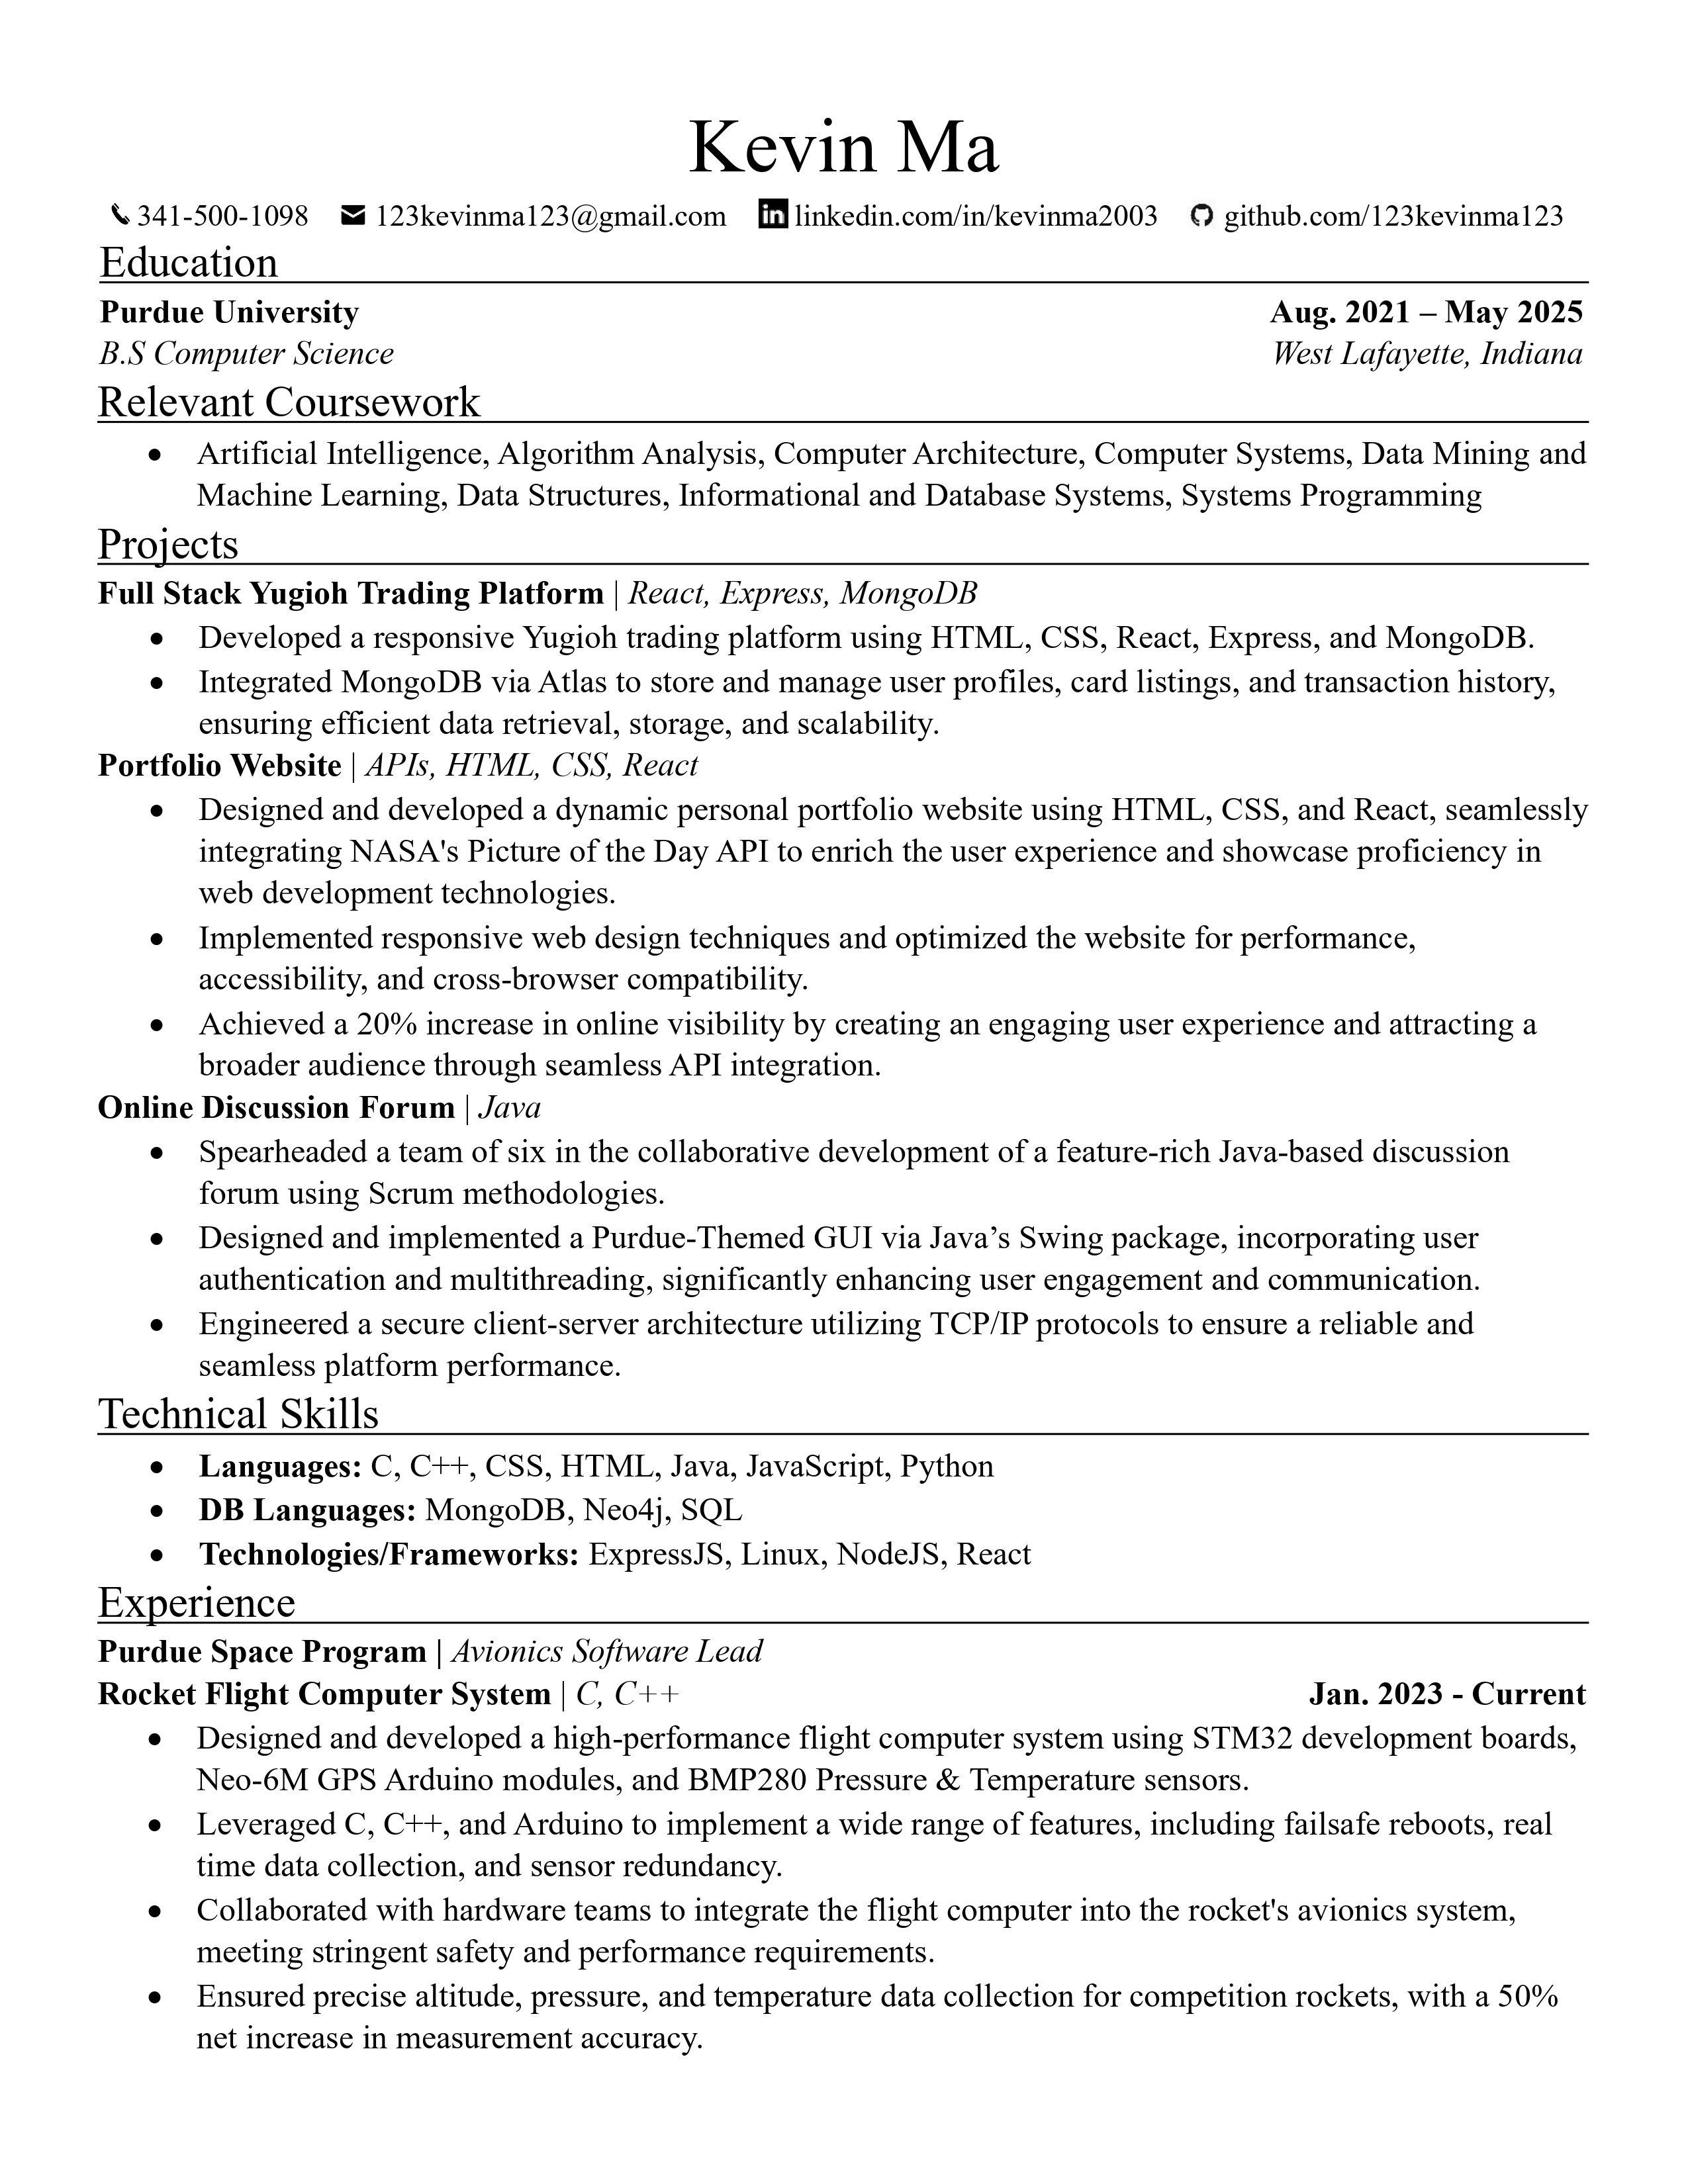 Kevin Ma
341-500-1098 123kevinma123@gmail.com linkedin.com/in/kevinma2003 github.com/123kevinma123
Education
Purdue University Aug. 2021 – May 2025
B.S Computer Science West Lafayette, Indiana
Relevant Coursework
• Artificial Intelligence, Algorithm Analysis, Computer Architecture, Computer Systems, Data Mining and
Machine Learning, Data Structures, Informational and Database Systems, Systems Programming
Projects
Full Stack Yugioh Trading Platform | React, Express, MongoDB
• Developed a responsive Yugioh trading platform using HTML, CSS, React, Express, and MongoDB.
• Integrated MongoDB via Atlas to store and manage user profiles, card listings, and transaction history,
ensuring efficient data retrieval, storage, and scalability.
Portfolio Website | APIs, HTML, CSS, React
• Designed and developed a dynamic personal portfolio website using HTML, CSS, and React, seamlessly
integrating NASA's Picture of the Day API to enrich the user experience and showcase proficiency in
web development technologies.
• Implemented responsive web design techniques and optimized the website for performance,
accessibility, and cross-browser compatibility.
• Achieved a 20% increase in online visibility by creating an engaging user experience and attracting a
broader audience through seamless API integration.
Online Discussion Forum | Java
• Spearheaded a team of six in the collaborative development of a feature-rich Java-based discussion
forum using Scrum methodologies.
• Designed and implemented a Purdue-Themed GUI via Java’s Swing package, incorporating user
authentication and multithreading, significantly enhancing user engagement and communication.
• Engineered a secure client-server architecture utilizing TCP/IP protocols to ensure a reliable and
seamless platform performance.
Technical Skills
• Languages: C, C++, CSS, HTML, Java, JavaScript, Python
• DB Languages: MongoDB, Neo4j, SQL
• Technologies/Frameworks: ExpressJS, Linux, NodeJS, React
Experience
Purdue Space Program | Avionics Software Lead
Rocket Flight Computer System | C, C++ Jan. 2023 - Current
• Designed and developed a high-performance flight computer system using STM32 development boards,
Neo-6M GPS Arduino modules, and BMP280 Pressure & Temperature sensors.
• Leveraged C, C++, and Arduino to implement a wide range of features, including failsafe reboots, real
time data collection, and sensor redundancy.
• Collaborated with hardware teams to integrate the flight computer into the rocket's avionics system,
meeting stringent safety and performance requirements.
• Ensured precise altitude, pressure, and temperature data collection for competition rockets, with a 50%
net increase in measurement accuracy.